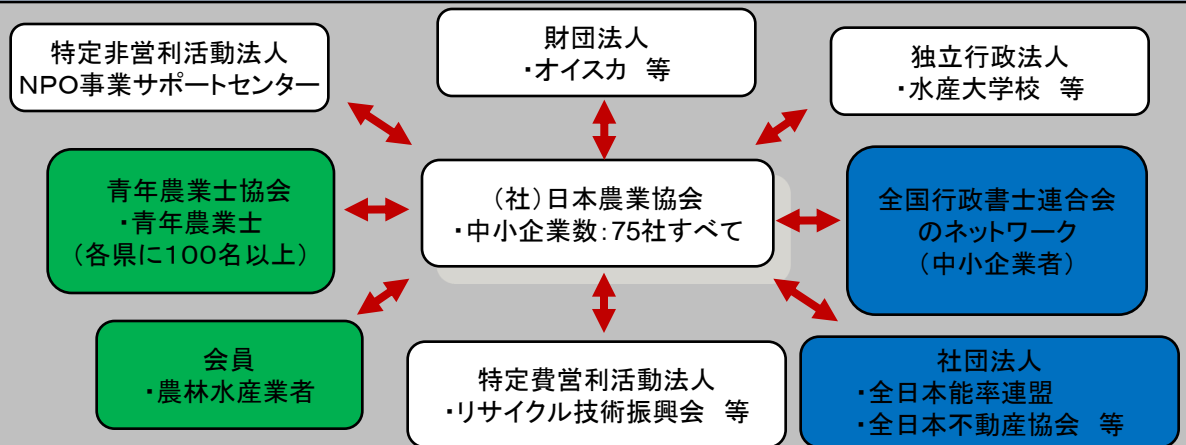 特定非営利活動法人
NPO事業サポートセンター
財団法人
・オイスカ 等
独立行政法人
・水産大学校 等
青年農業士協会
・青年農業士
（各県に100名以上）
（社）日本農業協会
・中小企業数：75社すべて
全国行政書士連合会
のネットワーク
（中小企業者）
会員
・農林水産業者
特定費営利活動法人
・リサイクル技術振興会 等
社団法人
・全日本能率連盟
・全日本不動産協会 等